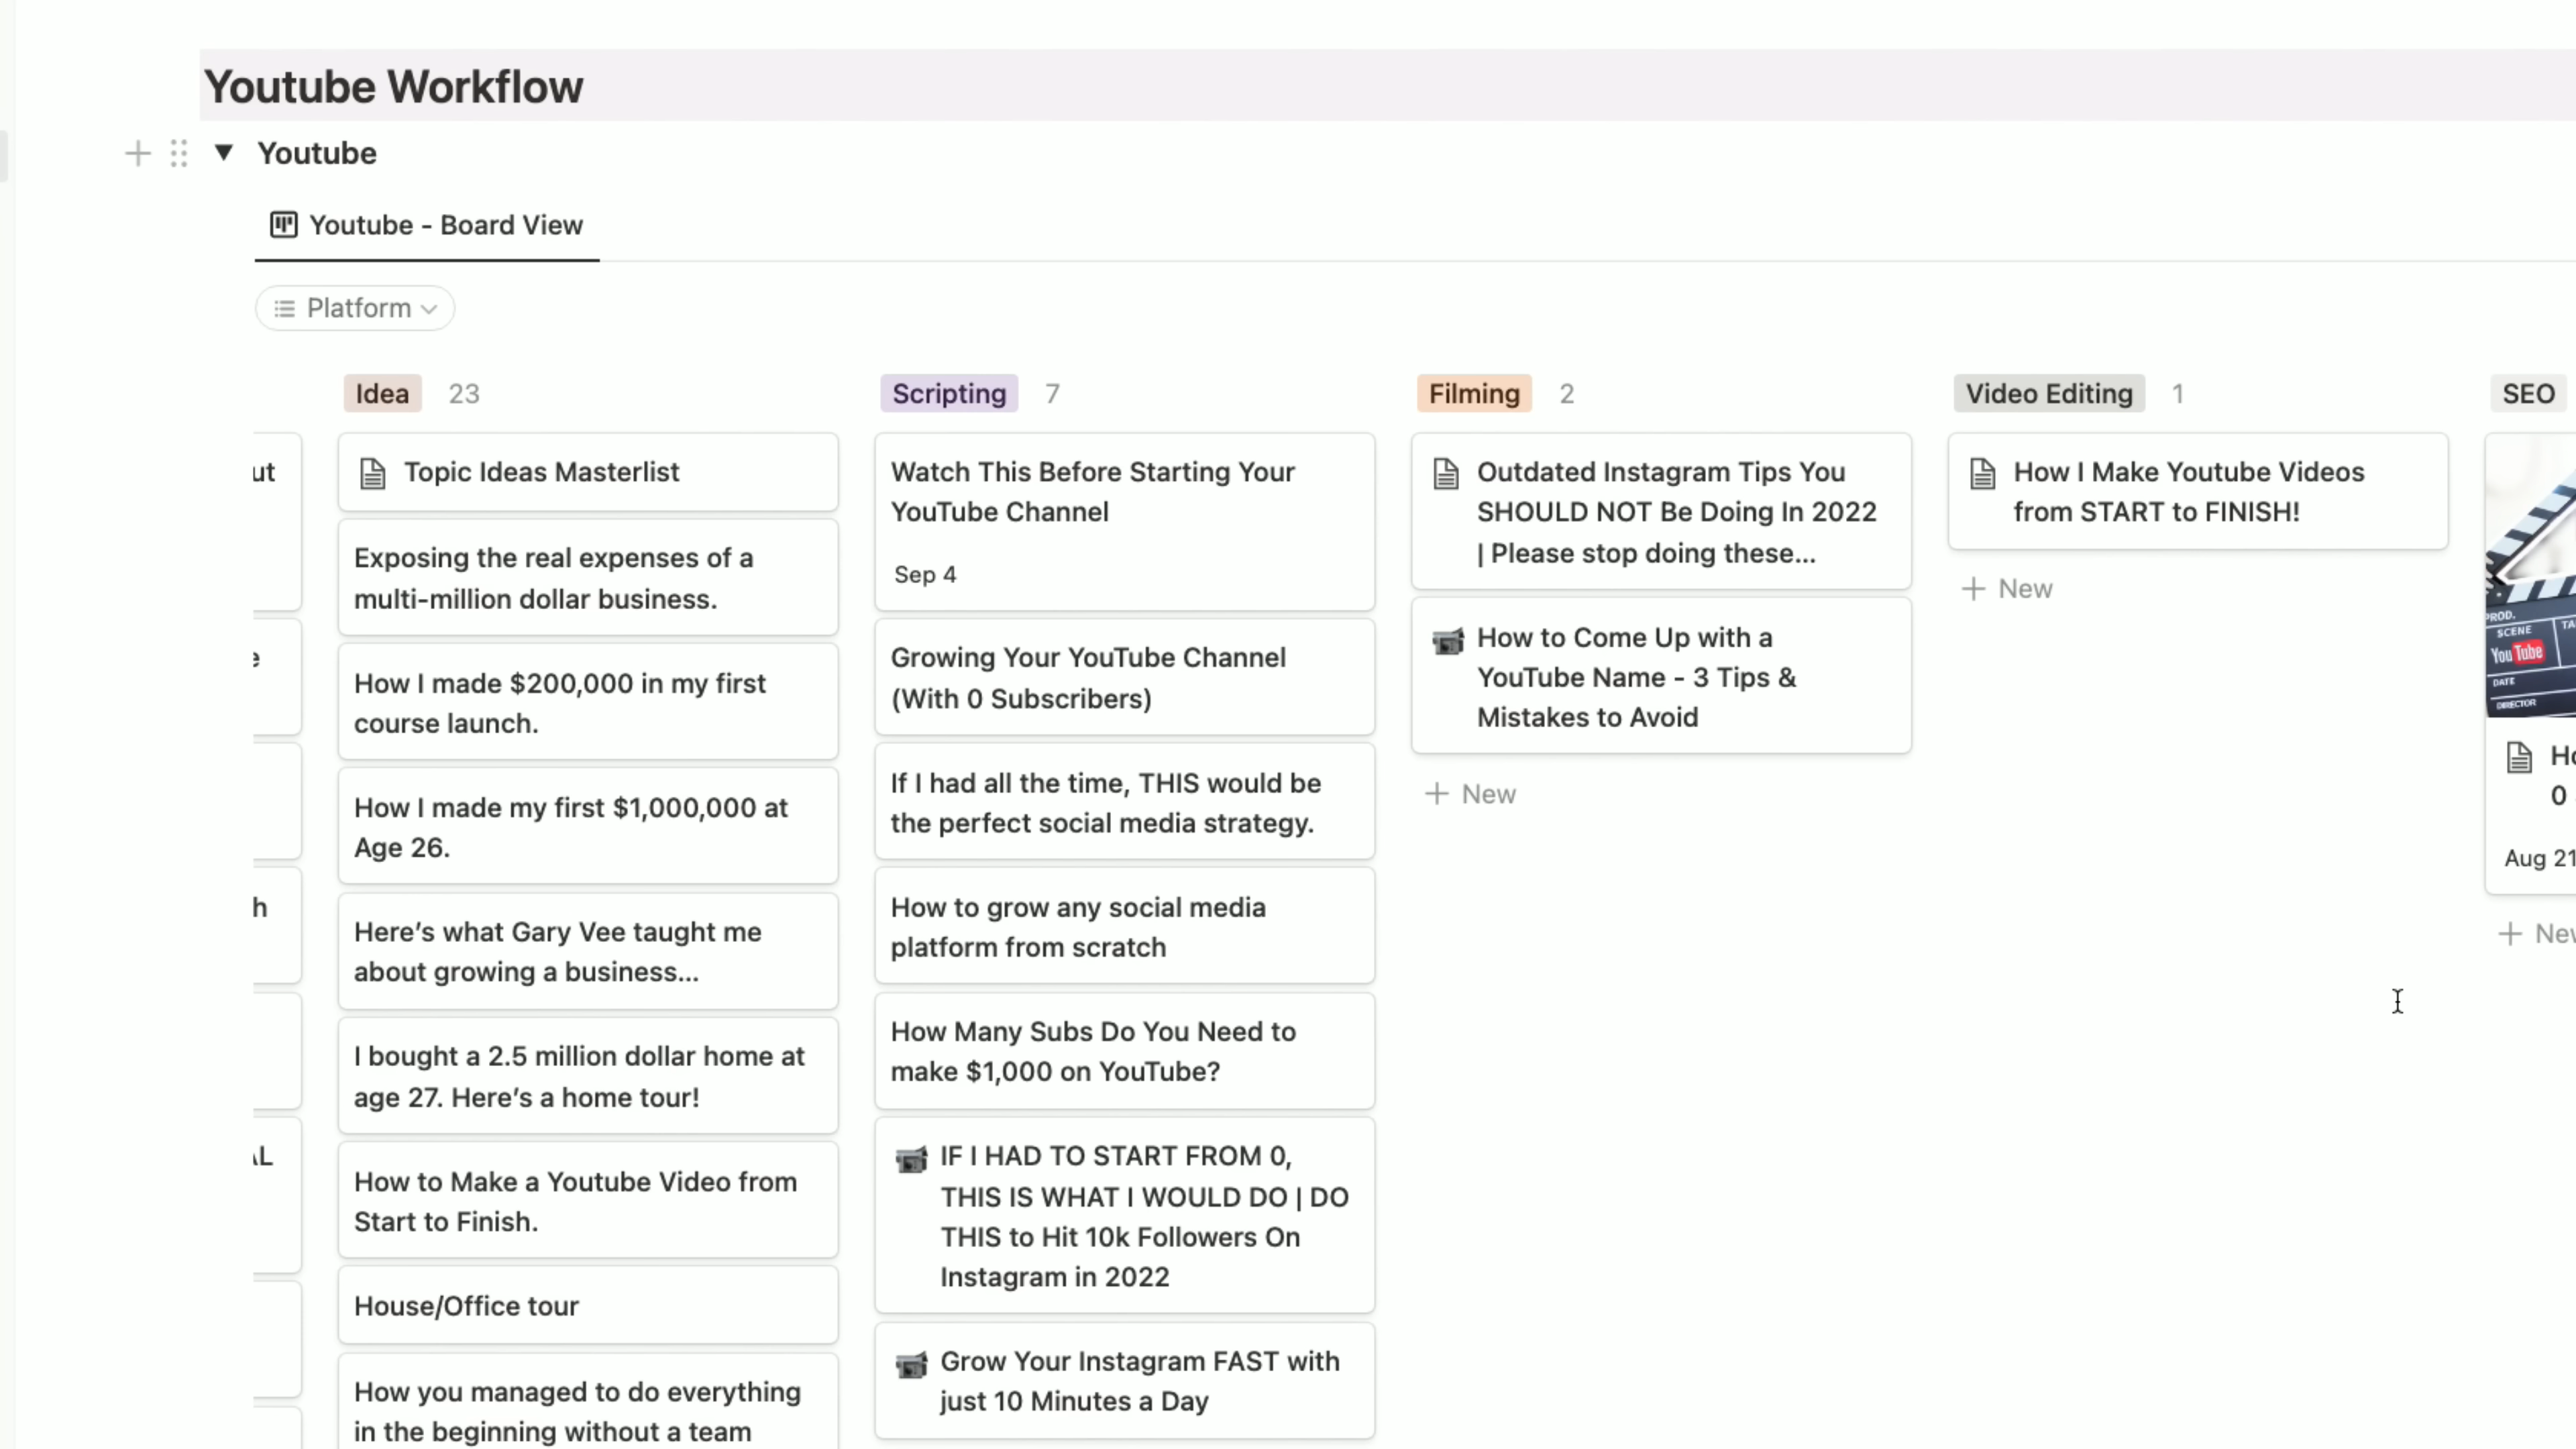 Youtube Workflow
Youtube
Youtube - Board View
Platform
Idea 23
Topic Ideas Masterlist
Exposing the real expenses of a
multi-million dollar business.
How I made $200,000 in my first
course launch.
How I made my first $1,000,000 at
Age 26.
Here’s what Gary Vee taught me
about growing a business...
I bought a 2.5 million dollar home at
age 27. Here’s a home tour!
How to Make a Youtube Video from
Start to Finish.
House/Office tour
How you managed to do everything
in the beginning without a team
Scripting 7
Watch This Before Starting Your
YouTube Channel
Sep 4
Growing Your YouTube Channel
(With 0 Subscribers)
If I had all the time, THIS would be
the perfect social media strategy.
How to grow any social media
platform from scratch
How Many Subs Do You Need to
make $1,000 on YouTube?
IF I HAD TO START FROM 0,
THIS IS WHAT I WOULD DO | DO
THIS to Hit 10k Followers On
Instagram in 2022
Grow Your Instagram FAST with
just 10 Minutes a Day
Filming 2
Outdated Instagram Tips You
SHOULD NOT Be Doing In 2022
| Please stop doing these...
How to Come Up with a
YouTube Name - 3 Tips &
Mistakes to Avoid
New
Video Editing 1
How I Make Youtube Videos
from START to FINISH!
New
SEO
PROD.
SCENE
YouTube
DATE
DIRECTOR
0
Aug 21